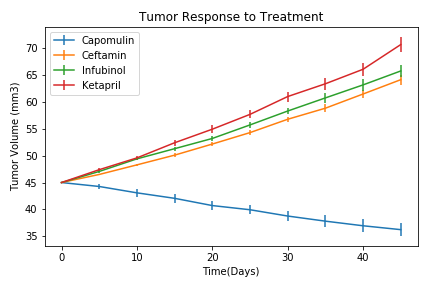 Tumor Response to Treatment
Capomulin
Ceftamin
Infubinol
Ketapril
Tumor Volume (mm3)
70
65
60
55
50
45
40
35
0 10 20 30 40
Time(Days)